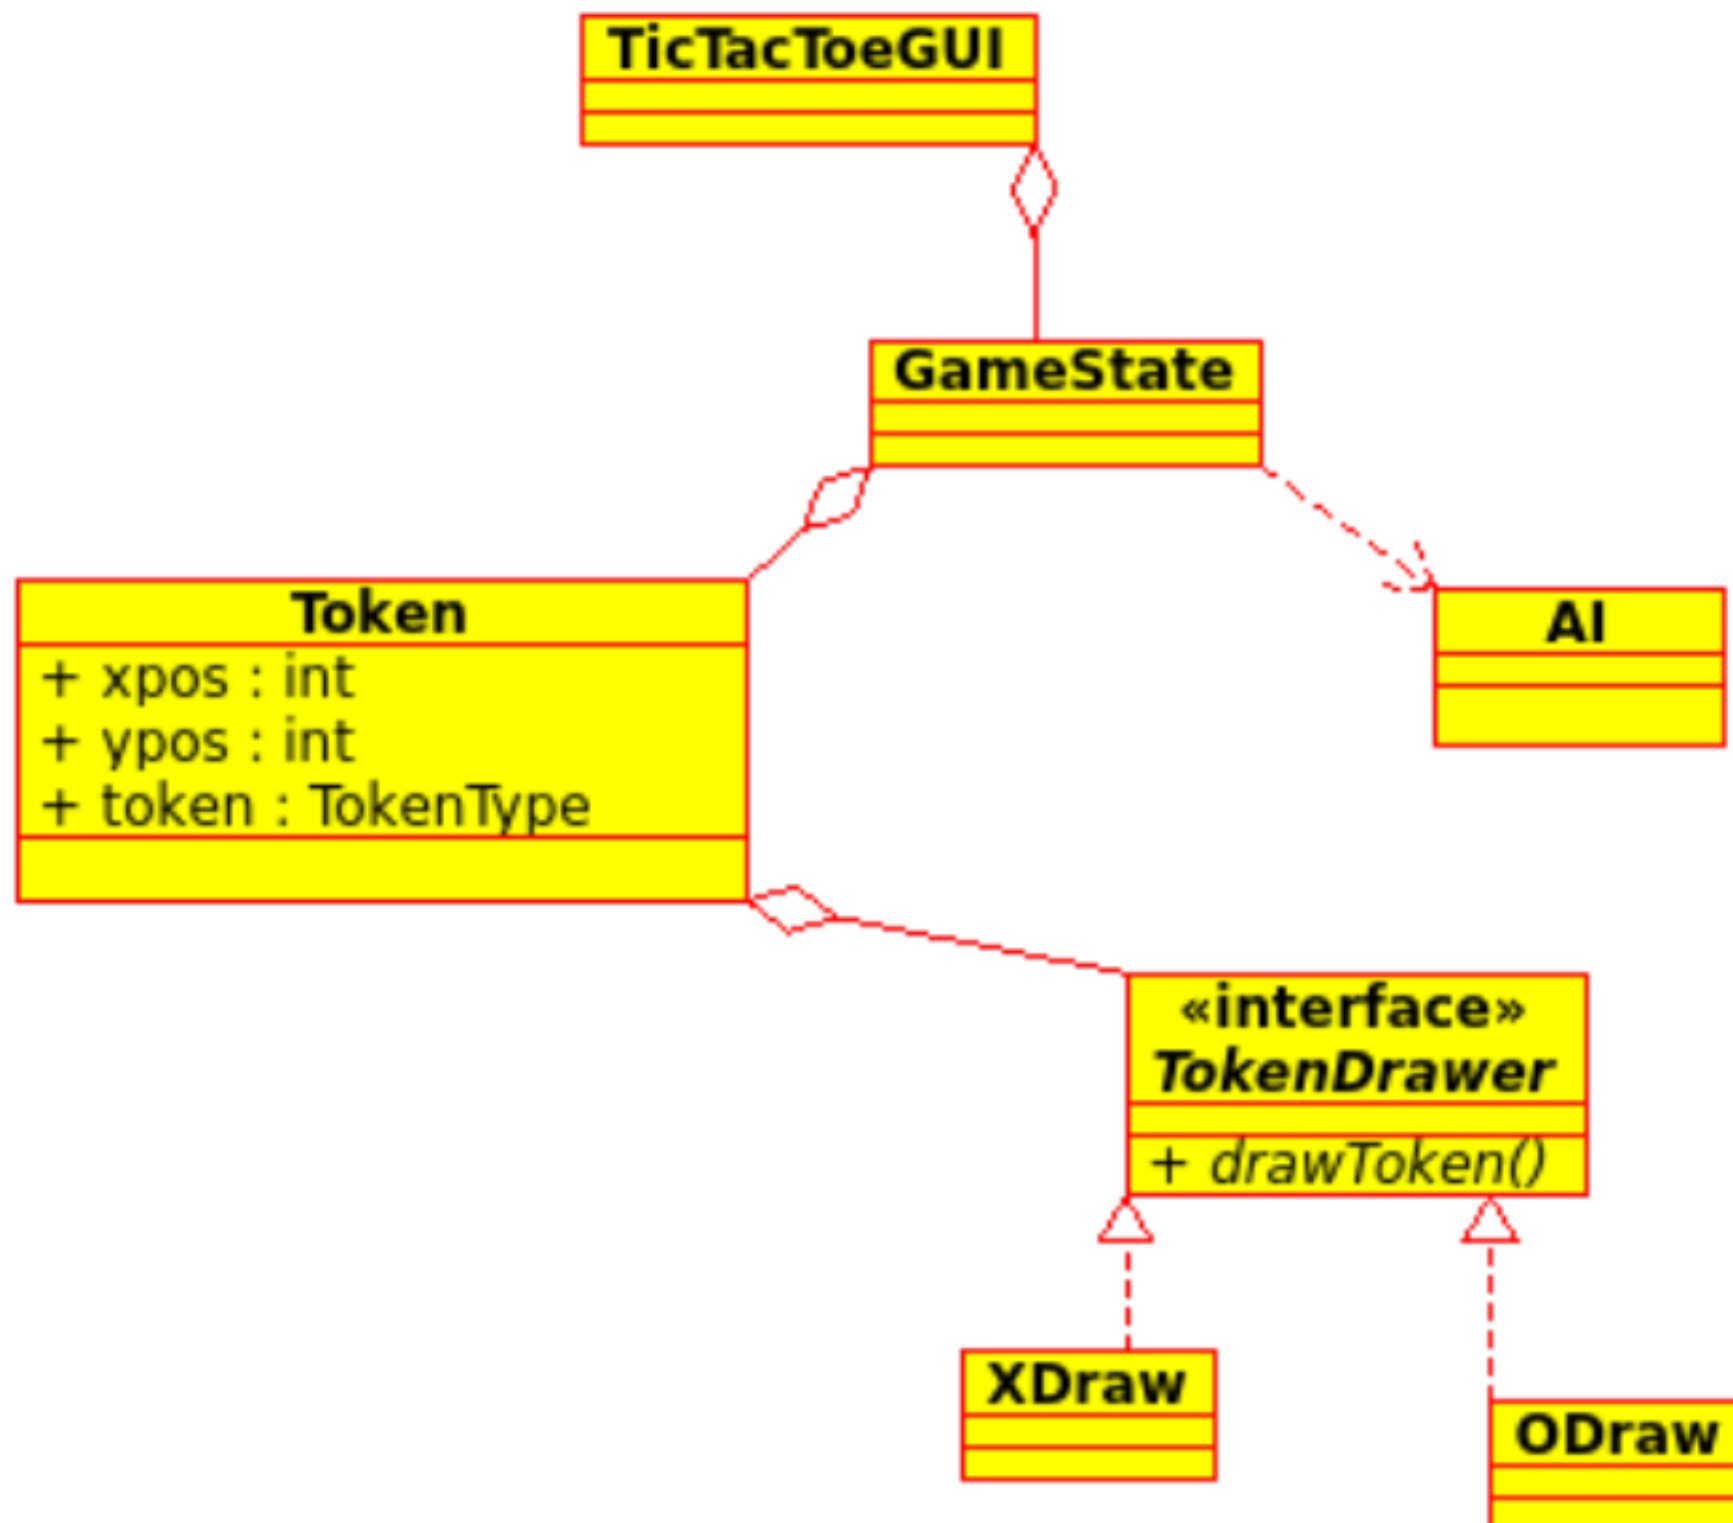 TicTacToeGUI
GameState
Token
+ xpos : int
+ ypos : int
+ token : TokenType
AI
«interface»
TokenDrawer
+ drawToken()
XDraw
ODraw